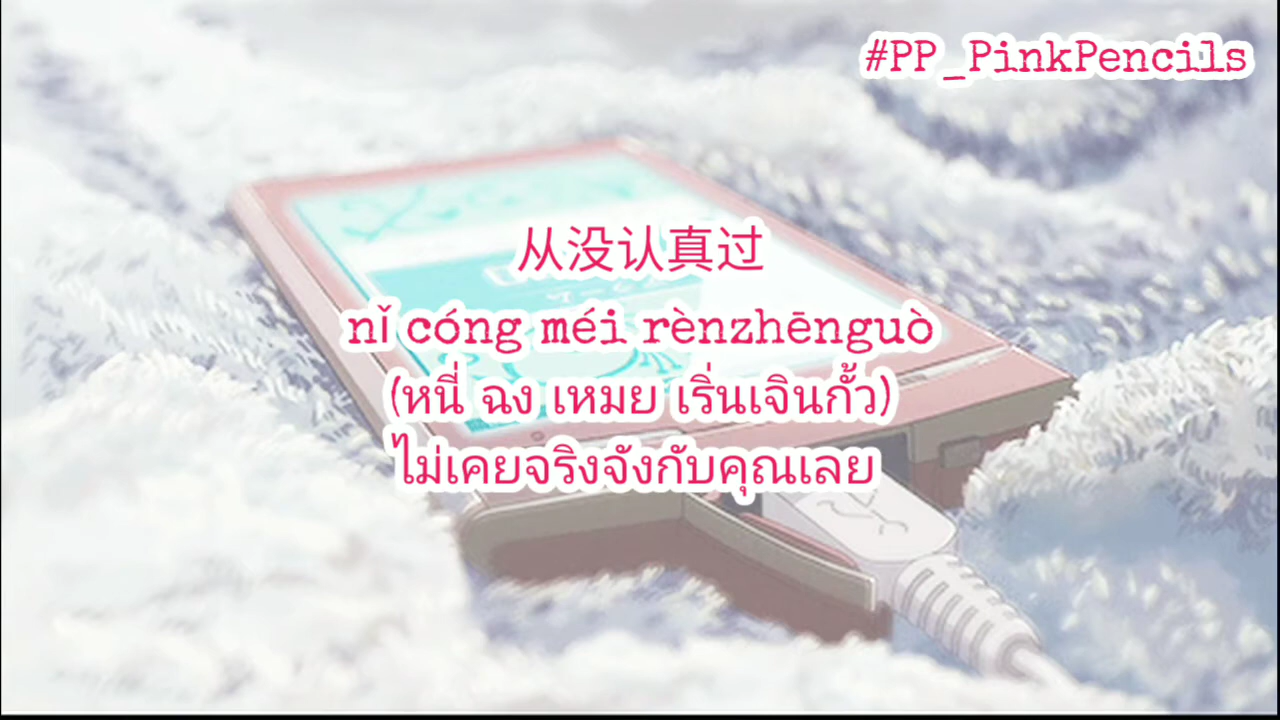 #PP_PinkPencils
从没认真过
nǐ cóng méi rènzhēnguò
(หนี่ ฉง เหมย เริ่นเจินกั้ว)
ไม่เคยจริงจังกับคุณเลย